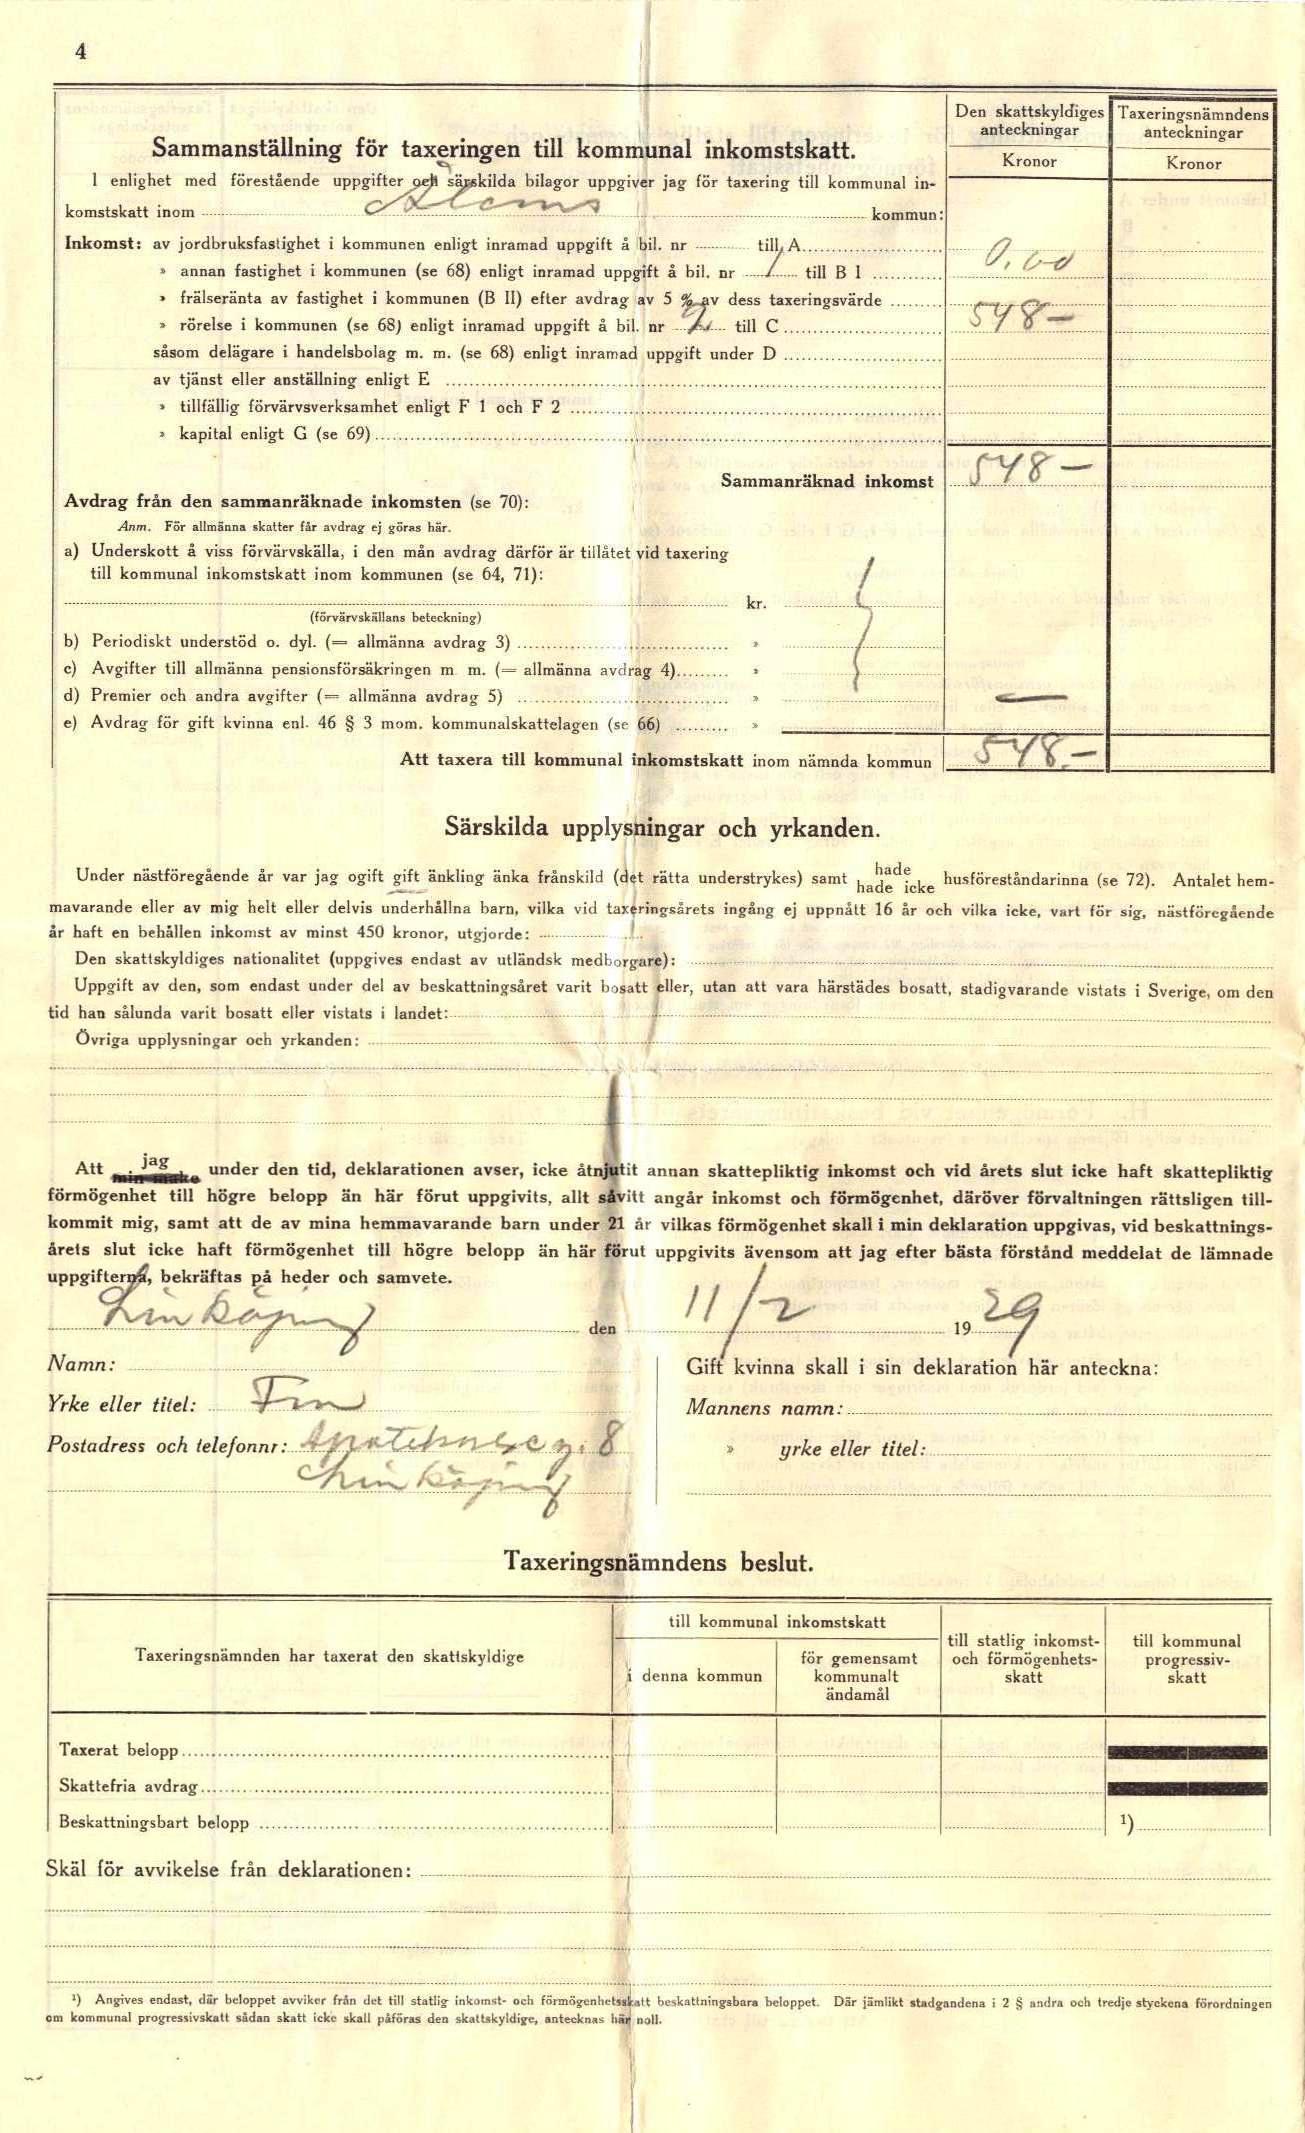 4
Den skattskyldiges anteckningar
Taxeringsnämndens anteckningar
Kronor
Kronor
Sammanställning för taxeringen till kommunal inkomstskatt.
I enlighet med förestående uppgifter och särskilda bilagor uppgiver jag för taxering till kommunal in-
komstskatt inom kommun:
Inkomst: av jordbruksfastighet i kommunen enligt inramad uppgift å bil. nr till A
» annan fastighet i kommunen (se 68) enligt inramad uppgift å bil. nr 1 till B I 0,00
» frälseränta av fastighet i kommunen (B II) efter avdrag av 5 % av dess taxeringsvärde
» rörelse i kommunen (se 68) enligt inramad uppgift å bil. nr 2 till C 548-
såsom delägare i handelsbolag m. m. (se 68) enligt inramad uppgift under D
av tjänst eller anställning enligt E
» tillfällig förvärvsverksamhet enligt F 1 och F 2
» kapital enligt G (se 69)
Sammanräknad inkomst 548-
Avdrag från den sammanräknade inkomsten (se 70):
Anm. För allmänna skatter får avdrag ej göras här.
a) Underskott å viss förvärvskälla, i den mån avdrag därför är tillåtet vid taxering
till kommunal inkomstskatt inom kommunen (se 64, 71):
kr.
(förvärvskällans beteckning)
b) Periodiskt understöd o. dyl. (= allmänna avdrag 3) »
c) Avgifter till allmänna pensionsförsäkringen m. m. (= allmänna avdrag 4) »
d) Premier och andra avgifter (= allmänna avdrag 5) » —
e) Avdrag för gift kvinna enl. 46 § 3 mom. kommunalskattelagen (se 66) »
Att taxera till kommunal inkomstskatt inom nämnda kommun 548.-
Särskilda upplysningar och yrkanden.
Under nästföregående år var jag ogift gift änkling änka frånskild (det rätta understrykes) samt hade hade icke husföreståndarinna (se 72). Antalet hem-
mavarande eller av mig helt eller delvis underhållna barn, vilka vid taxeringsårets ingång ej uppnått 16 år och vilka icke, vart för sig, nästföregående
år haft en behållen inkomst av minst 450 kronor, utgjorde:
Den skattskyldiges nationalitet (uppgives endast av utländsk medborgare):
Uppgift av den, som endast under del av beskattningsåret varit bosatt eller, utan att vara härstädes bosatt, stadigvarande vistats i Sverige, om den
tid han sålunda varit bosatt eller vistats i landet:
Övriga upplysningar och yrkanden:
Att jag min maka under den tid, deklarationen avser, icke åtnjutit annan skattepliktig inkomst och vid årets slut icke haft skattepliktig
förmögenhet till högre belopp än här förut uppgivits, allt såvitt angår inkomst och förmögenhet, däröver förvaltningen rättsligen till-
kommit mig, samt att de av mina hemmavarande barn under 21 år vilkas förmögenhet skall i min deklaration uppgivas, vid beskattnings-
årets slut icke haft förmögenhet till högre belopp än här förut uppgivits ävensom att jag efter bästa förstånd meddelat de lämnade
uppgifterna, bekräftas på heder och samvete.
Linköping den 11/2 1929
Namn:
Yrke eller titel: Fru
Postadress och telefonnr: 8
Linköping
Gift kvinna skall i sin deklaration här anteckna:
Mannens namn:
» yrke eller titel:
Taxeringsnämndens beslut.
Taxeringsnämnden har taxerat den skattskyldige
till kommunal inkomstskatt
i denna kommun
för gemensamt kommunalt ändamål
till statlig inkomst- och förmögenhets- skatt
till kommunal progressiv- skatt
Taxerat belopp
Skattefria avdrag
Beskattningsbart belopp ¹)
Skäl för avvikelse från deklarationen:
¹) Angives endast, där beloppet avviker från det till statlig inkomst- och förmögenhetsskatt beskattningsbara beloppet. Där jämlikt stadgandena i 2 § andra och tredje styckena förordningen
om kommunal progressivskatt sådan skatt icke skall påföras den skattskyldige, antecknas här noll.